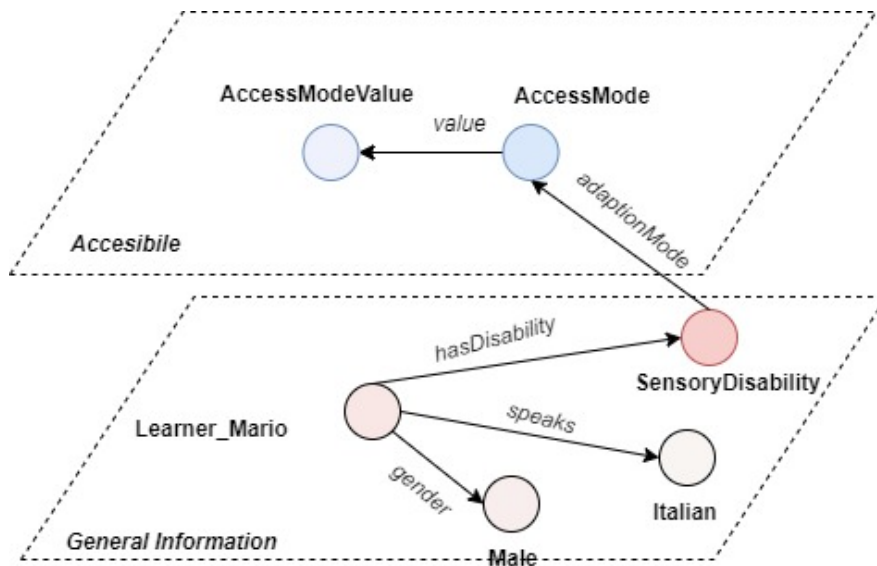 AccessModeValue
AccessMode
value
adaptionMode
Accesibile
hasDisability
SensoryDisability
speaks
Learner_Mario
gender
Italian
General Information
Male